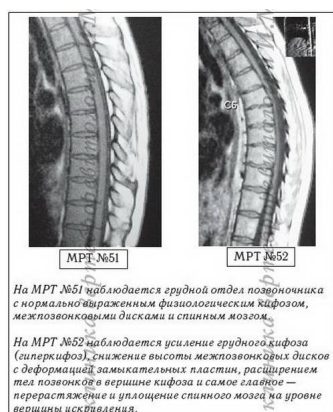 C6
МРТ №51
МРТ №52
На МРТ №51 наблюдается грудной отдел позвоночника
с нормально выраженным физиологическим кифозом,
межпозвонковыми дисками и спинным мозгом.
На МРТ №52 наблюдается усиление грудного кифоза
(гиперкифоз), снижение высоты межпозвонковых дисков
с деформацией замыкательных пластин, расширением
тел позвонков в вершине кифоза и самое главное —
перерастяжение и уплощение спинного мозга на уровне
вершины искривления.